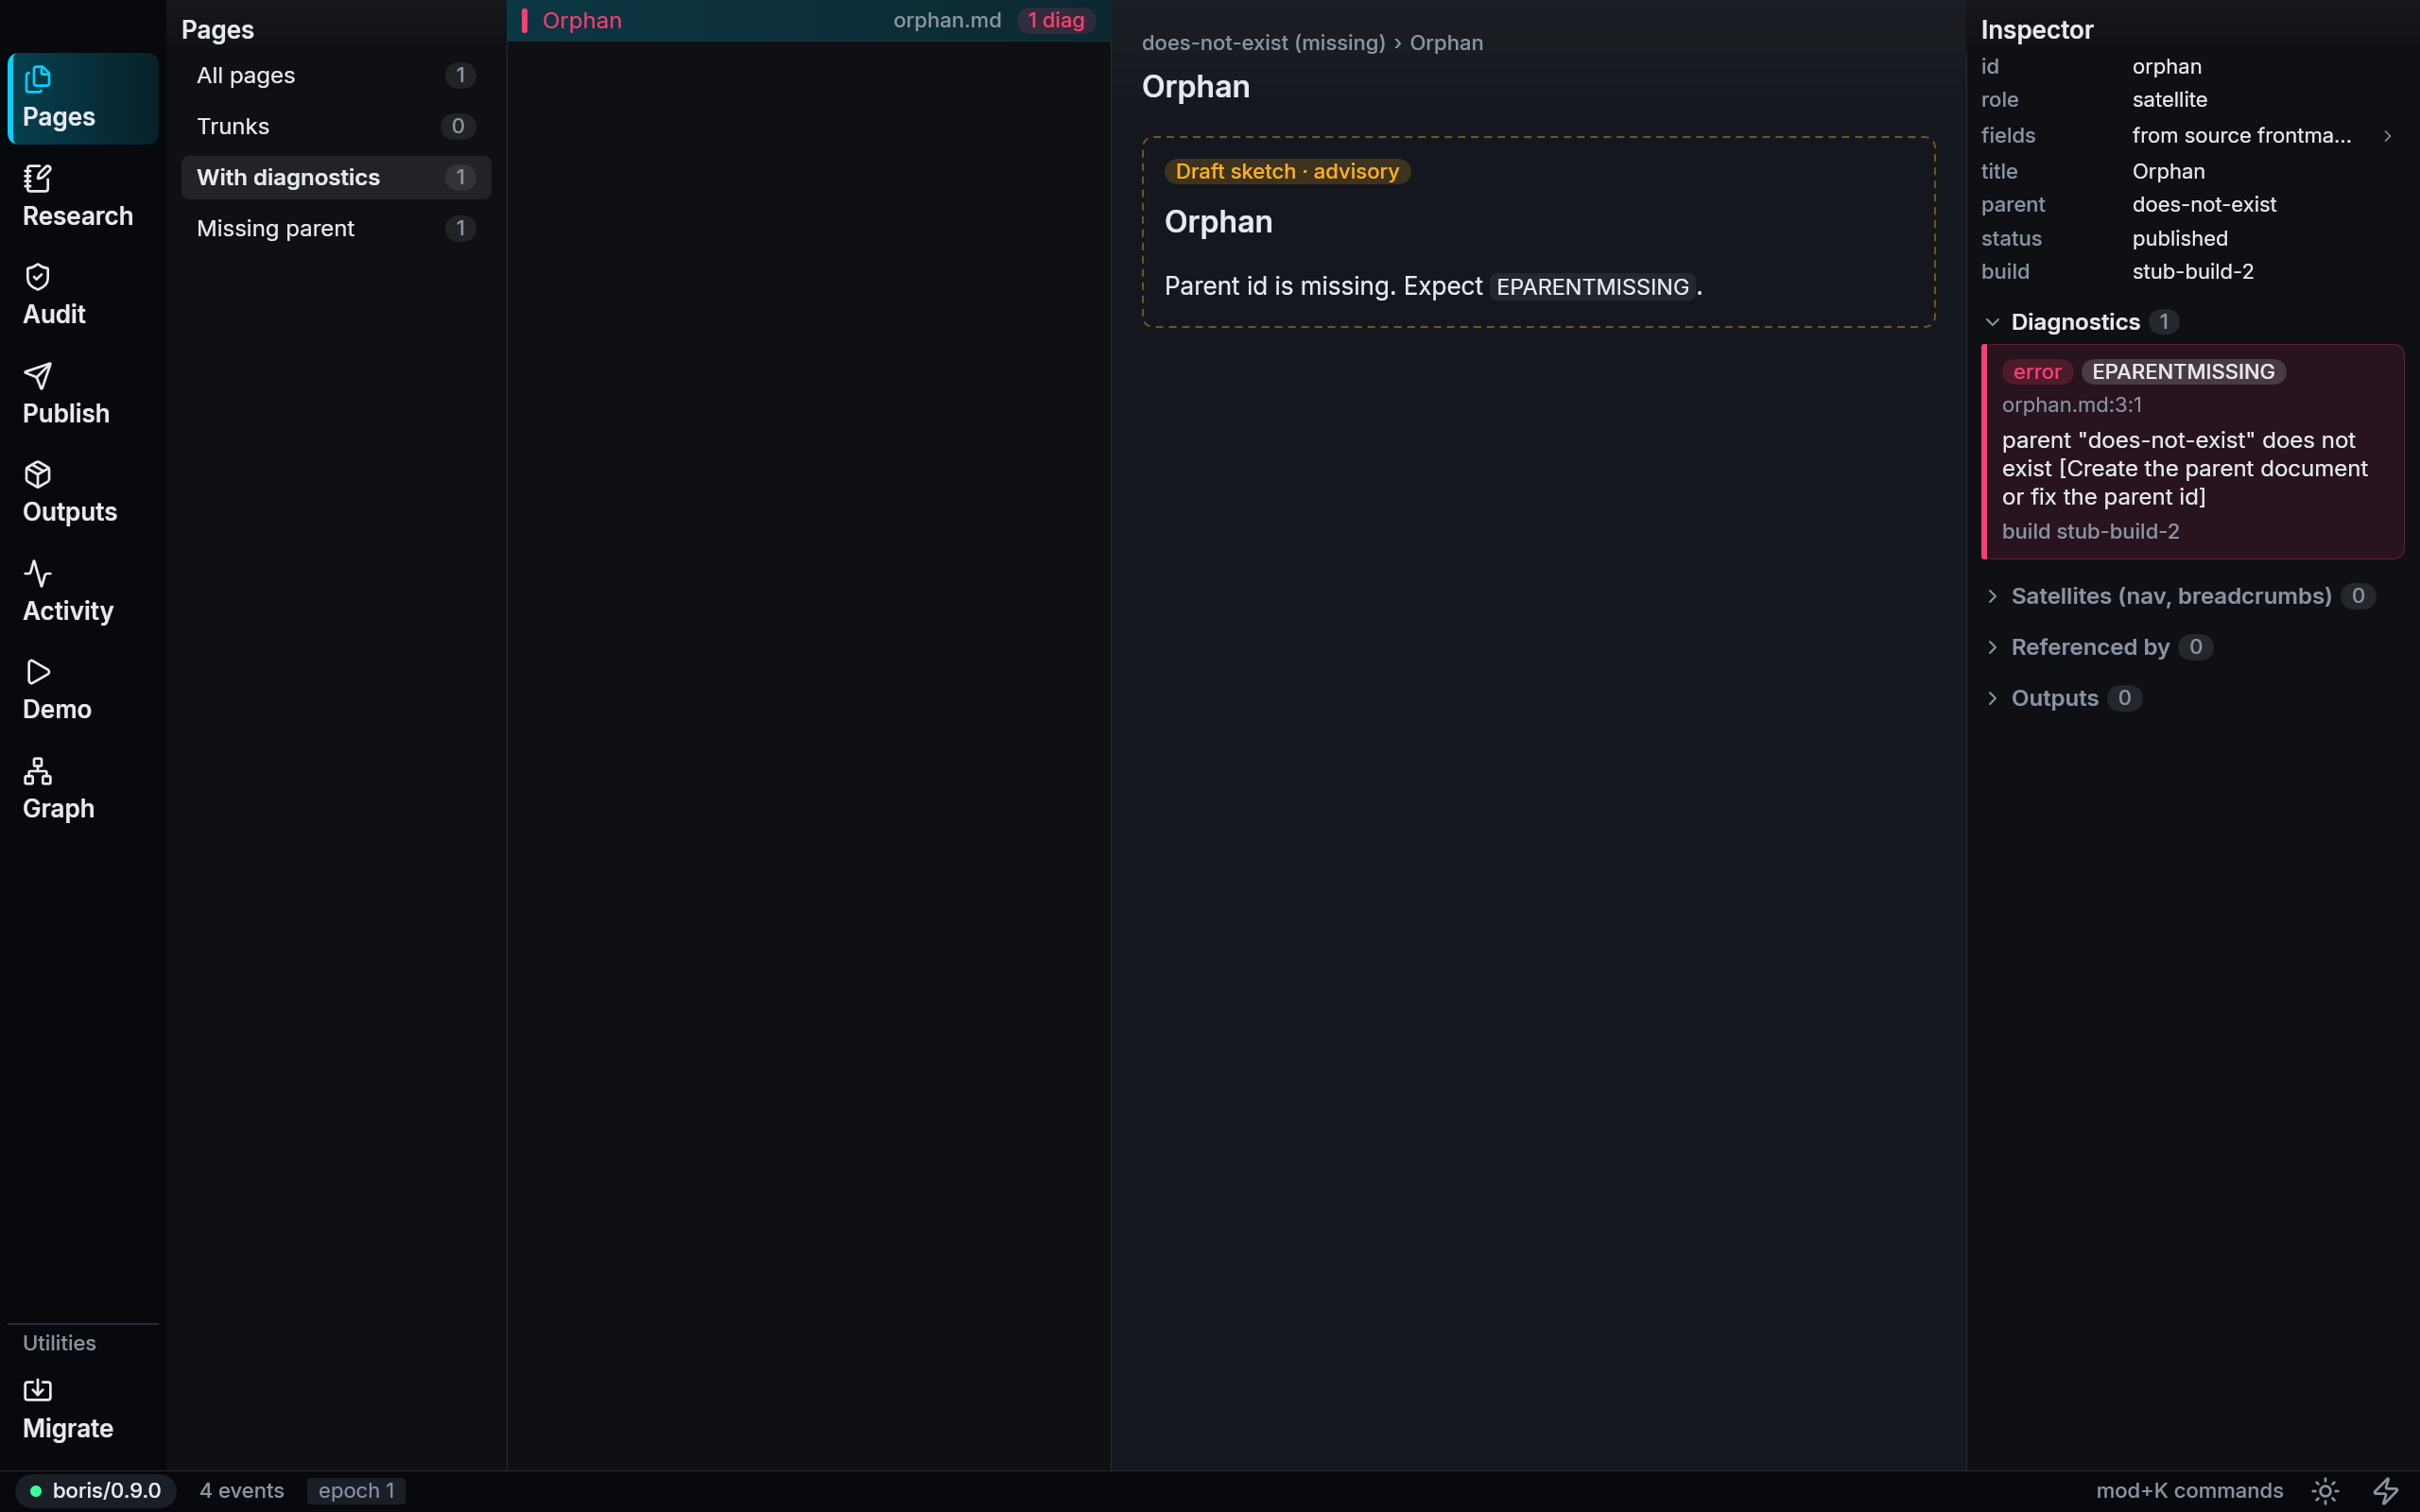 Pages
Research
Audit
Publish
Outputs
Activity
Demo
Graph
Utilities
Migrate
Pages
All pages 1
Trunks 0
With diagnostics 1
Missing parent 1
Orphan orphan.md 1 diag
does-not-exist (missing) › Orphan
Orphan
Draft sketch · advisory
Orphan
Parent id is missing. Expect EPARENTMISSING.
Inspector
id orphan
role satellite
fields from source frontma...
title Orphan
parent does-not-exist
status published
build stub-build-2
Diagnostics 1
error EPARENTMISSING
orphan.md:3:1
parent "does-not-exist" does not
exist [Create the parent document
or fix the parent id]
build stub-build-2
Satellites (nav, breadcrumbs) 0
Referenced by 0
Outputs 0
boris/0.9.0 4 events epoch 1 mod+K commands